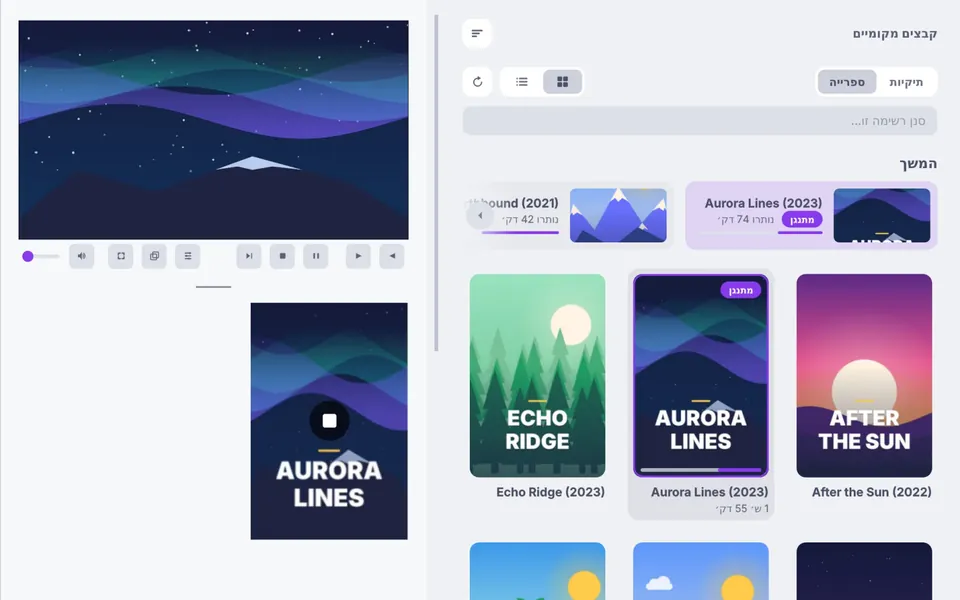 קבצים מקומיים
תיקיות
ספרייה
סנן רשימה זו...
המשך
Aurora Lines (2023)
מתנגן
נותרו 74 דק׳
(2021)
נותרו 42 דק׳
AURORA
מתנגן
AFTER
THE SUN
After the Sun (2022)
AURORA
LINES
Aurora Lines (2023)
1 ש׳ 55 דק׳
ECHO
RIDGE
Echo Ridge (2023)
AURORA
LINES